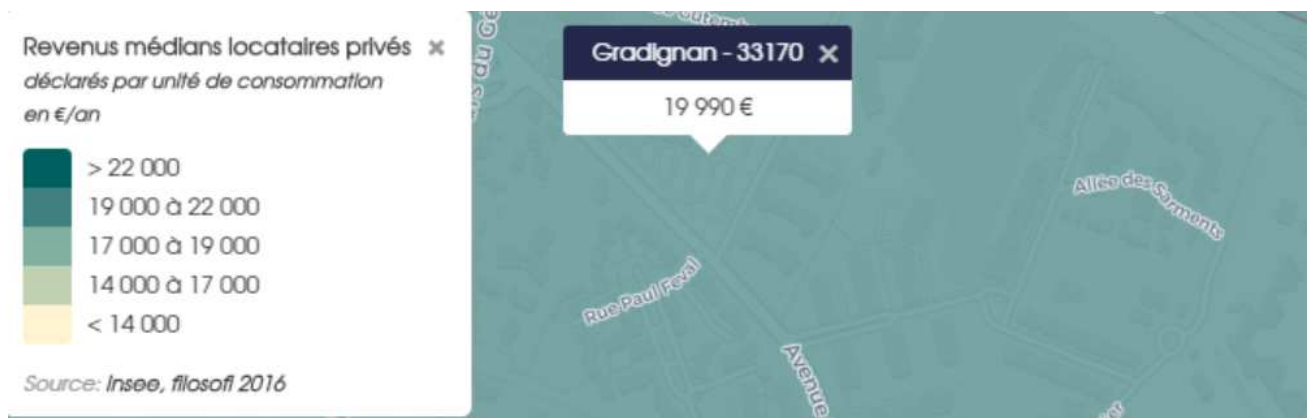 Revenus médians locataires privés ×
déclarés par unité de consommation
en €/an
> 22 000
19 000 à 22 000
17 000 à 19 000
14 000 à 17 000
< 14 000
Source: Insee, filosofi 2016
Gradignan - 33170 ×
19 990 €
Allée des Sarments
Rue Paul Feval
Avenue